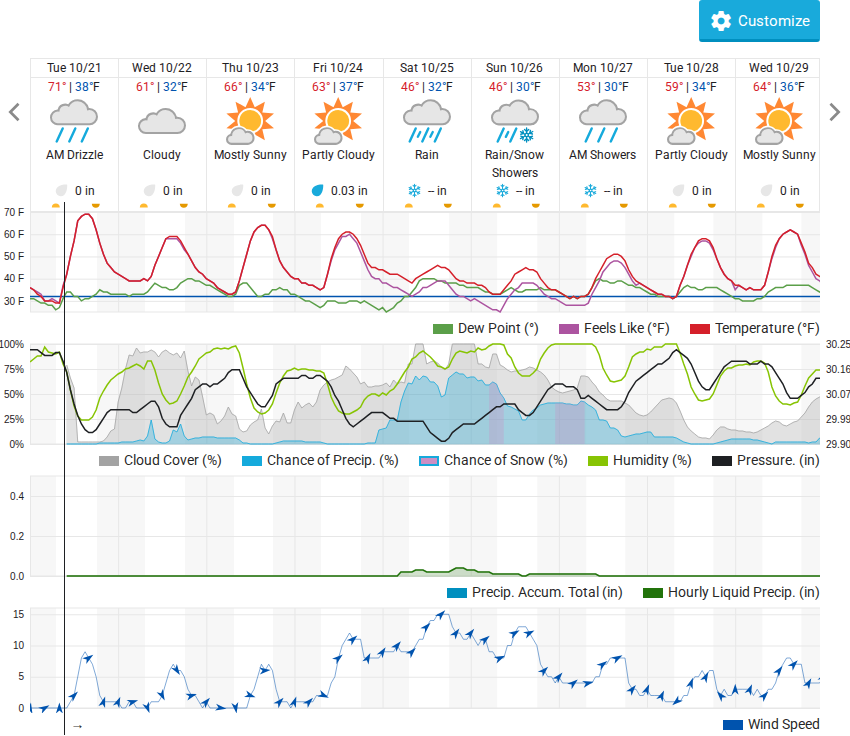 Customize
Tue 10/21 Wed 10/22 Thu 10/23 Fri 10/24 Sat 10/25 Sun 10/26 Mon 10/27 Tue 10/28 Wed 10/29
71° | 38°F 61° | 32°F 66° | 34°F 63° | 37°F 46° | 32°F 46° | 30°F 53° | 30°F 59° | 34°F 64° | 36°F
AM Drizzle Cloudy Mostly Sunny Partly Cloudy Rain Rain/Snow AM Showers Partly Cloudy Mostly Sunny
Showers
0 in 0 in 0 in 0.03 in -- in -- in -- in 0 in 0 in
70 F
60 F
50 F
40 F
30 F
Dew Point (°) Feels Like (°F) Temperature (°F)
100% 30.25
75% 30.16
50% 30.07
25% 29.99
0% 29.90
Cloud Cover (%) Chance of Precip. (%) Chance of Snow (%) Humidity (%) Pressure. (in)
0.4
0.2
0.0
Precip. Accum. Total (in) Hourly Liquid Precip. (in)
15
10
5
0
→
Wind Speed